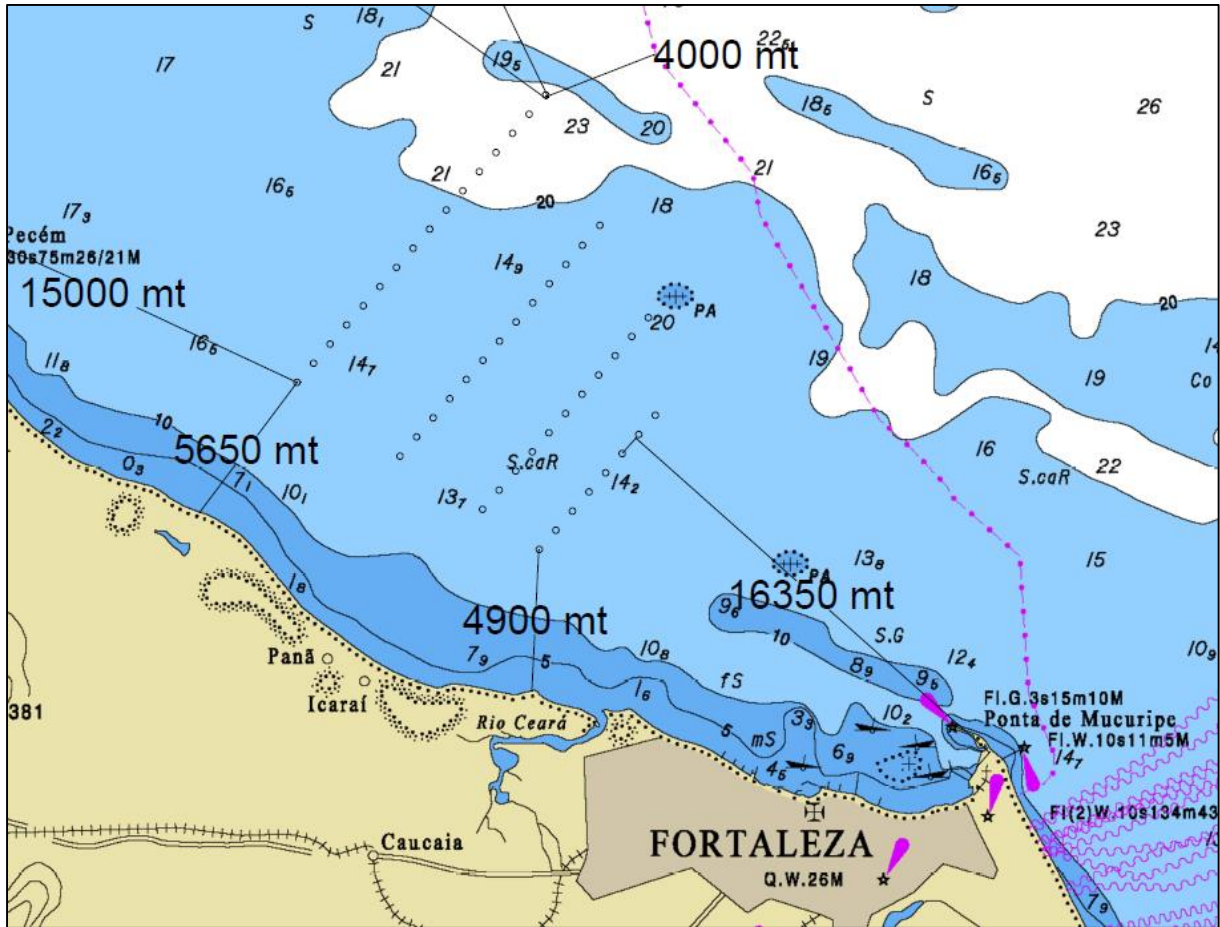 S
18₁
17
21
19₅
4000 mt
22₅
18₅
S
26
23
20
21
21
16₅
16₅
17₃
20
18
23
Pecém
30s75m26/21M
14₉
18
15000 mt
20
PA
20
16₅
14₇
19
14
11₈
19
Co
10
2₂
5650 mt
16
0₃
S.caR
22
7₁
10₁
14₂
S.caR
13₇
13₈
15
PA
1₈
16350 mt
9₆
4900 mt
10
S.G
Panã
7₉
5
10₈
8₉
12₄
10₉
Icaraí
1₆
fS
9₅
Fl.G.3s15m10M
381
Rio Ceará
3₃
10₂
Ponta de Mucuripe
5
mS
6₉
Fl.W.10s11m5M
4₅
14₇
Fl(2)W.10s134m43
Caucaia
FORTALEZA
Q.W.26M
7₉